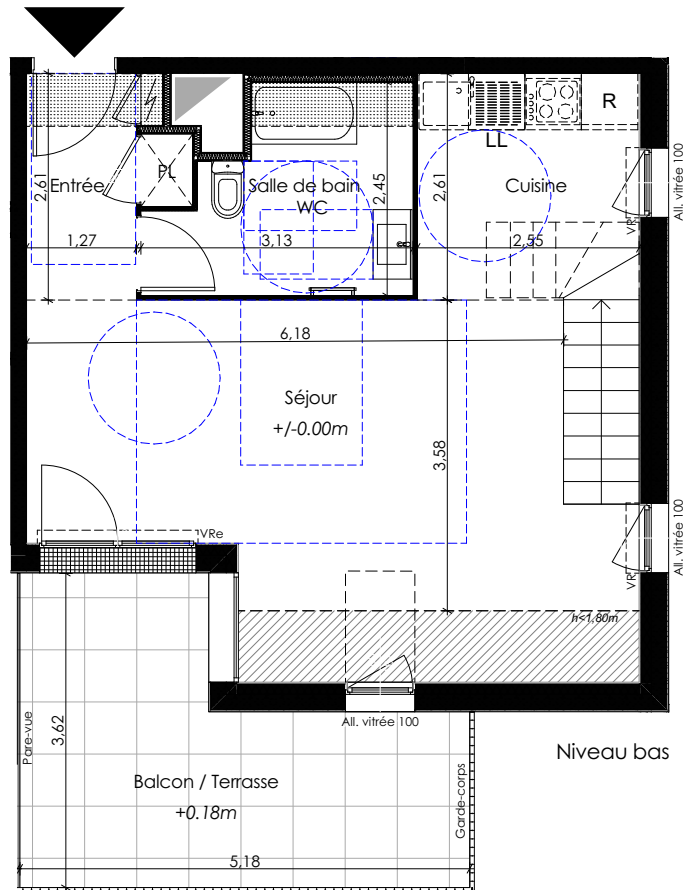 R
LL
PL
Entrée
Salle de bain
WC
Cuisine
2,61
2,45
2,61
1,27
3,13
2,55
VR
All. vitrée 100
6,18
Séjour
+/-0.00m
3,58
VRe
VR
All. vitrée 100
h<1,80m
All. vitrée 100
Pare-vue
3,62
Niveau bas
Balcon / Terrasse
+0.18m
Garde-corps
5,18